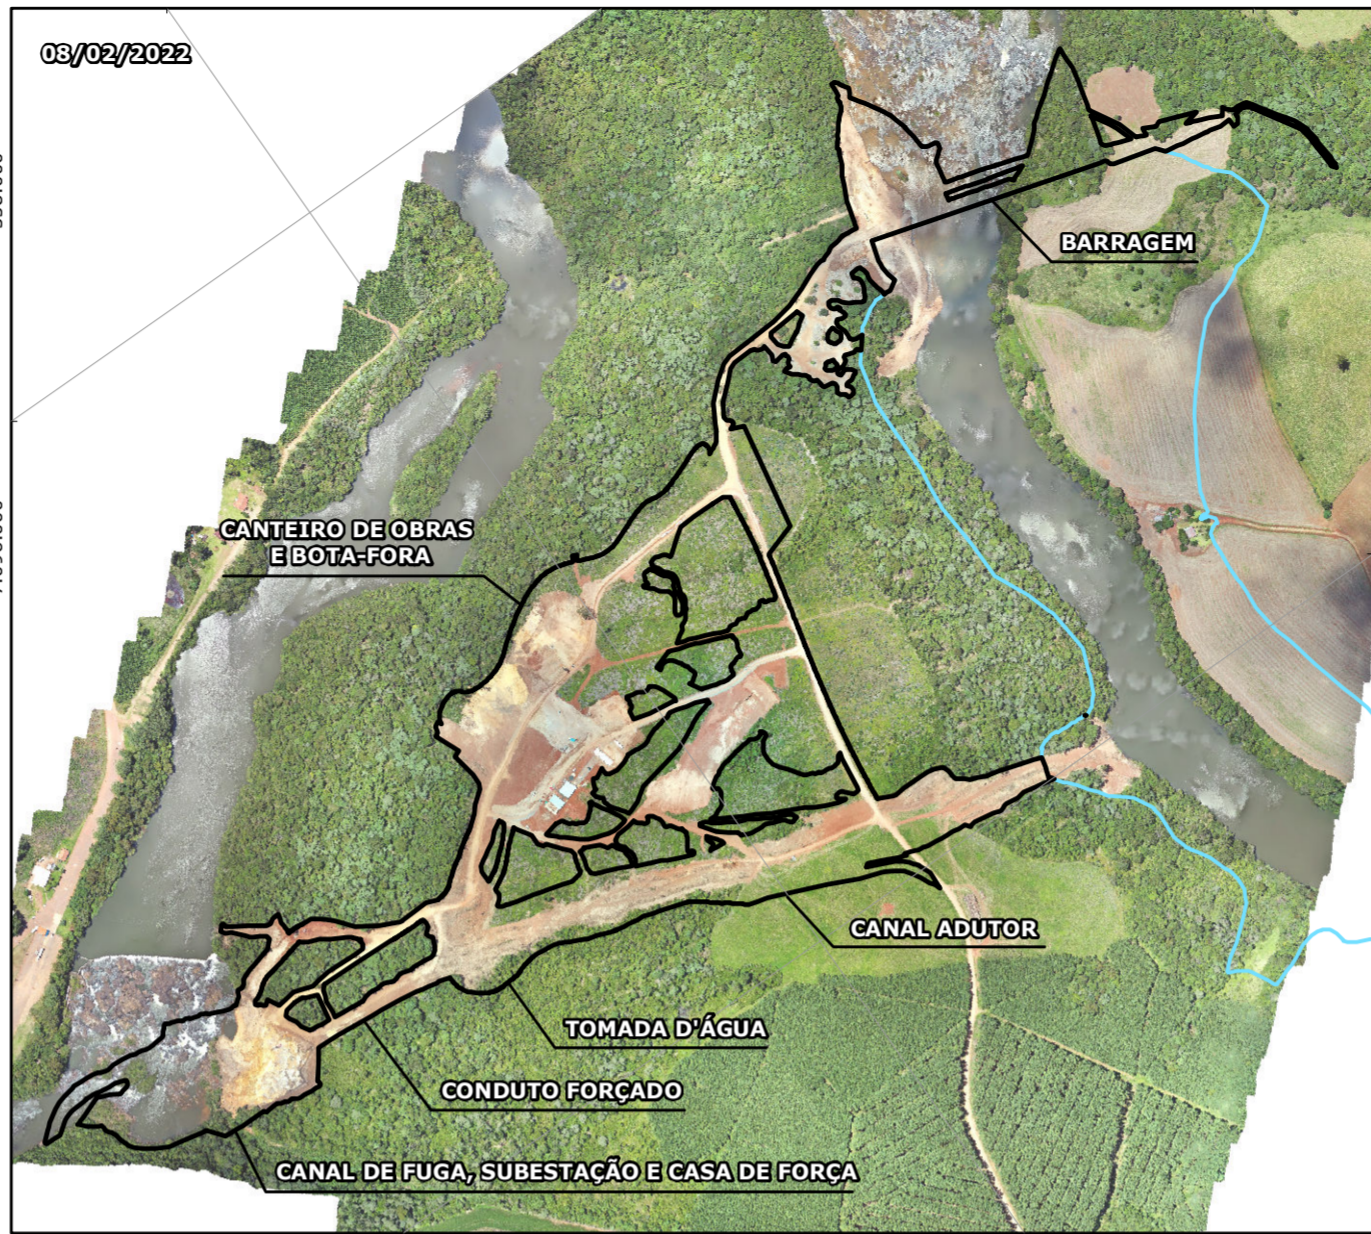 08/02/2022
BARRAGEM
CANTEIRO DE OBRAS
E BOTA-FORA
CANAL ADUTOR
TOMADA D'ÁGUA
CONDUTO FORÇADO
CANAL DE FUGA, SUBESTAÇÃO E CASA DE FORÇA